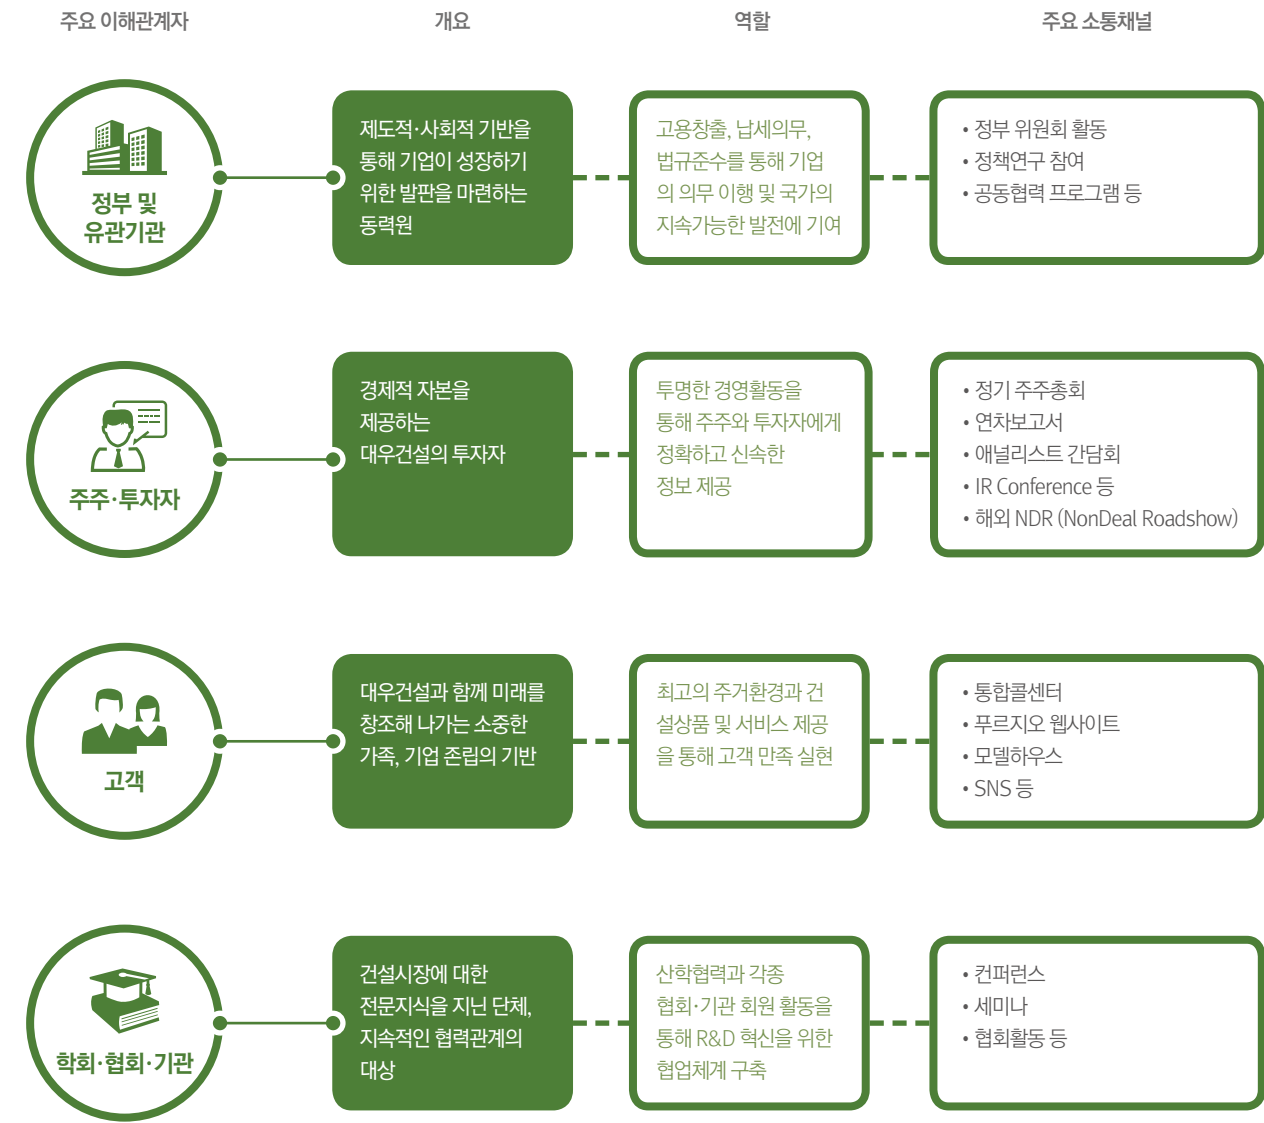 주요 이해관계자
개요
역할
주요 소통채널
정부 및
유관기관
제도적·사회적 기반을
통해 기업이 성장하기
위한 발판을 마련하는
동력원
고용창출, 납세의무,
법규준수를 통해 기업
의 의무 이행 및 국가의
지속가능한 발전에 기여
• 정부 위원회 활동
• 정책연구 참여
• 공동협력 프로그램 등
주주·투자자
경제적 자본을
제공하는
대우건설의 투자자
투명한 경영활동을
통해 주주와 투자자에게
정확하고 신속한
정보 제공
• 정기 주주총회
• 연차보고서
• 애널리스트 간담회
• IR Conference 등
• 해외 NDR (NonDeal Roadshow)
고객
대우건설과 함께 미래를
창조해 나가는 소중한
가족, 기업 존립의 기반
최고의 주거환경과 건
설상품 및 서비스 제공
을 통해 고객 만족 실현
• 통합콜센터
• 푸르지오 웹사이트
• 모델하우스
• SNS 등
학회·협회·기관
건설시장에 대한
전문지식을 지닌 단체,
지속적인 협력관계의
대상
산학협력과 각종
협회·기관 회원 활동을
통해 R&D 혁신을 위한
협업체계 구축
• 컨퍼런스
• 세미나
• 협회활동 등